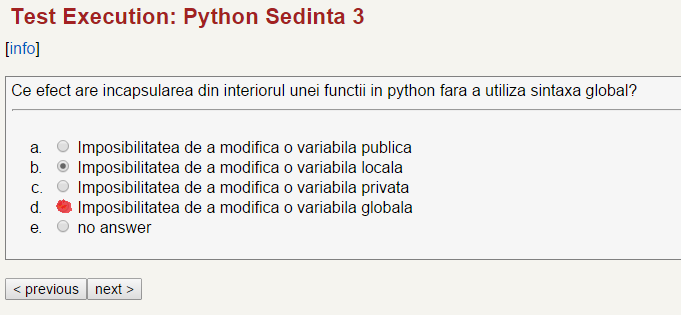 Test Execution: Python Sedinta 3
[info]
Ce efect are incapsularea din interiorul unei functii in python fara a utiliza sintaxa global?
a. Imposibilitatea de a modifica o variabila publica
b. Imposibilitatea de a modifica o variabila locala
c. Imposibilitatea de a modifica o variabila privata
d. Imposibilitatea de a modifica o variabila globala
e. no answer
< previous next >